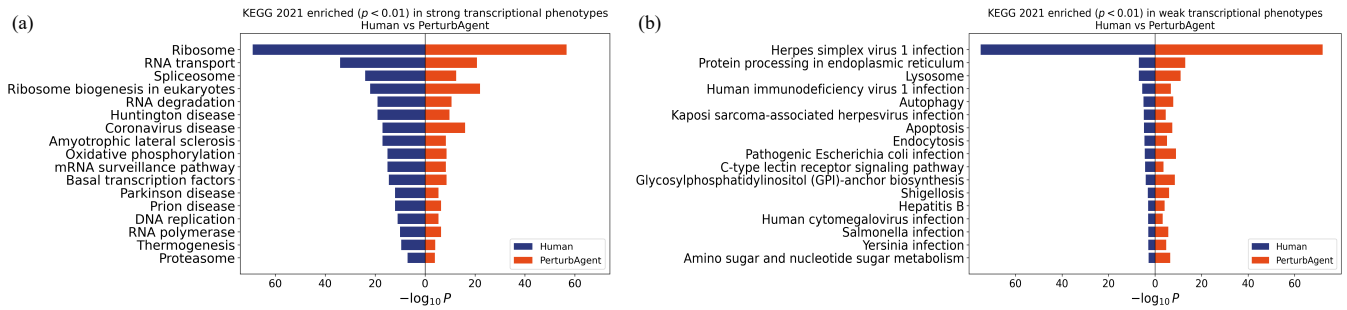 (a)
KEGG 2021 enriched (p < 0.01) in strong transcriptional phenotypes
Human vs PerturbAgent
Ribosome
RNA transport
Spliceosome
Ribosome biogenesis in eukaryotes
RNA degradation
Huntington disease
Coronavirus disease
Amyotrophic lateral sclerosis
Oxidative phosphorylation
mRNA surveillance pathway
Basal transcription factors
Parkinson disease
Prion disease
DNA replication
RNA polymerase
Thermogenesis
Proteasome
Human
PerturbAgent
60 40 20 0 20 40 60
−log10 P
(b)
KEGG 2021 enriched (p < 0.01) in weak transcriptional phenotypes
Human vs PerturbAgent
Herpes simplex virus 1 infection
Protein processing in endoplasmic reticulum
Lysosome
Human immunodeficiency virus 1 infection
Autophagy
Kaposi sarcoma-associated herpesvirus infection
Apoptosis
Endocytosis
Pathogenic Escherichia coli infection
C-type lectin receptor signaling pathway
Glycosylphosphatidylinositol (GPI)-anchor biosynthesis
Shigellosis
Hepatitis B
Human cytomegalovirus infection
Salmonella infection
Yersinia infection
Amino sugar and nucleotide sugar metabolism
Human
PerturbAgent
60 40 20 0 20 40 60
−log10 P